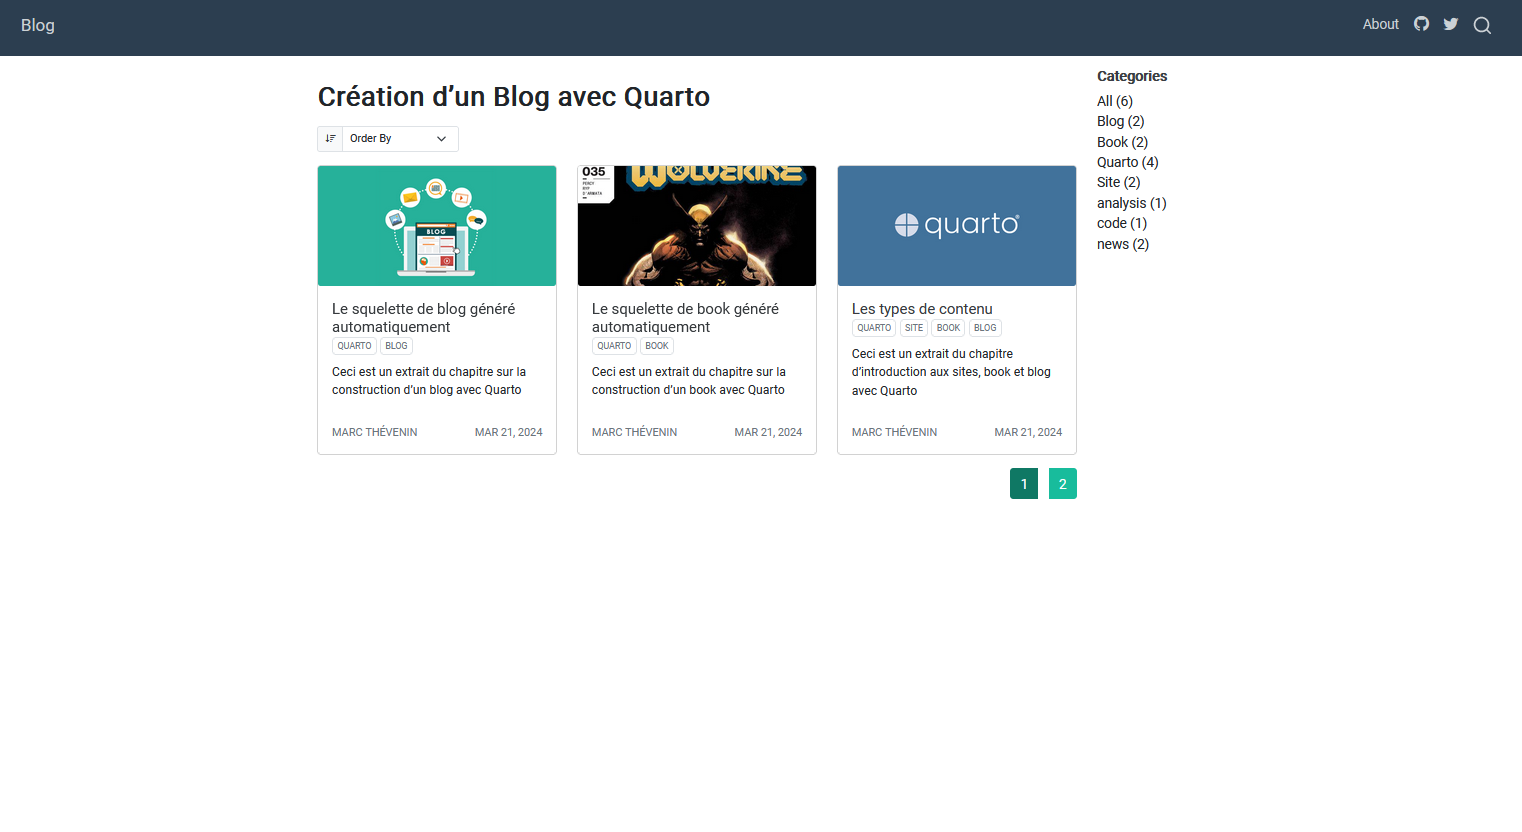 Blog
About
Création d’un Blog avec Quarto
Order By
BLOG
Le squelette de blog généré
automatiquement
QUARTO BLOG
Ceci est un extrait du chapitre sur la
construction d’un blog avec Quarto
MARC THÉVENIN MAR 21, 2024
035
WOLVERINE
Le squelette de book généré
automatiquement
QUARTO BOOK
Ceci est un extrait du chapitre sur la
construction d’un book avec Quarto
MARC THÉVENIN MAR 21, 2024
quarto®
Les types de contenu
QUARTO SITE BOOK BLOG
Ceci est un extrait du chapitre
d’introduction aux sites, book et blog
avec Quarto
MARC THÉVENIN MAR 21, 2024
1 2
Categories
All (6)
Blog (2)
Book (2)
Quarto (4)
Site (2)
analysis (1)
code (1)
news (2)